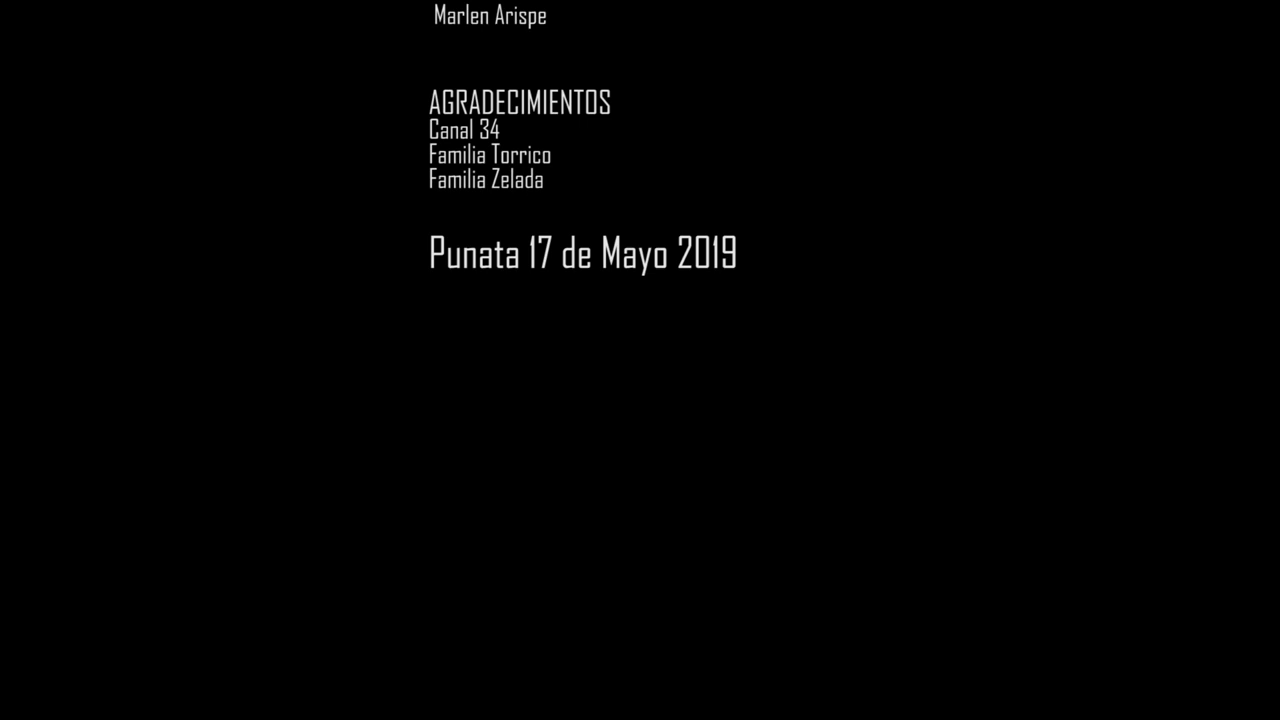 Marlen Arispe
AGRADECIMIENTOS
Canal 34
Familia Torrico
Familia Zelada
Punata 17 de Mayo 2019